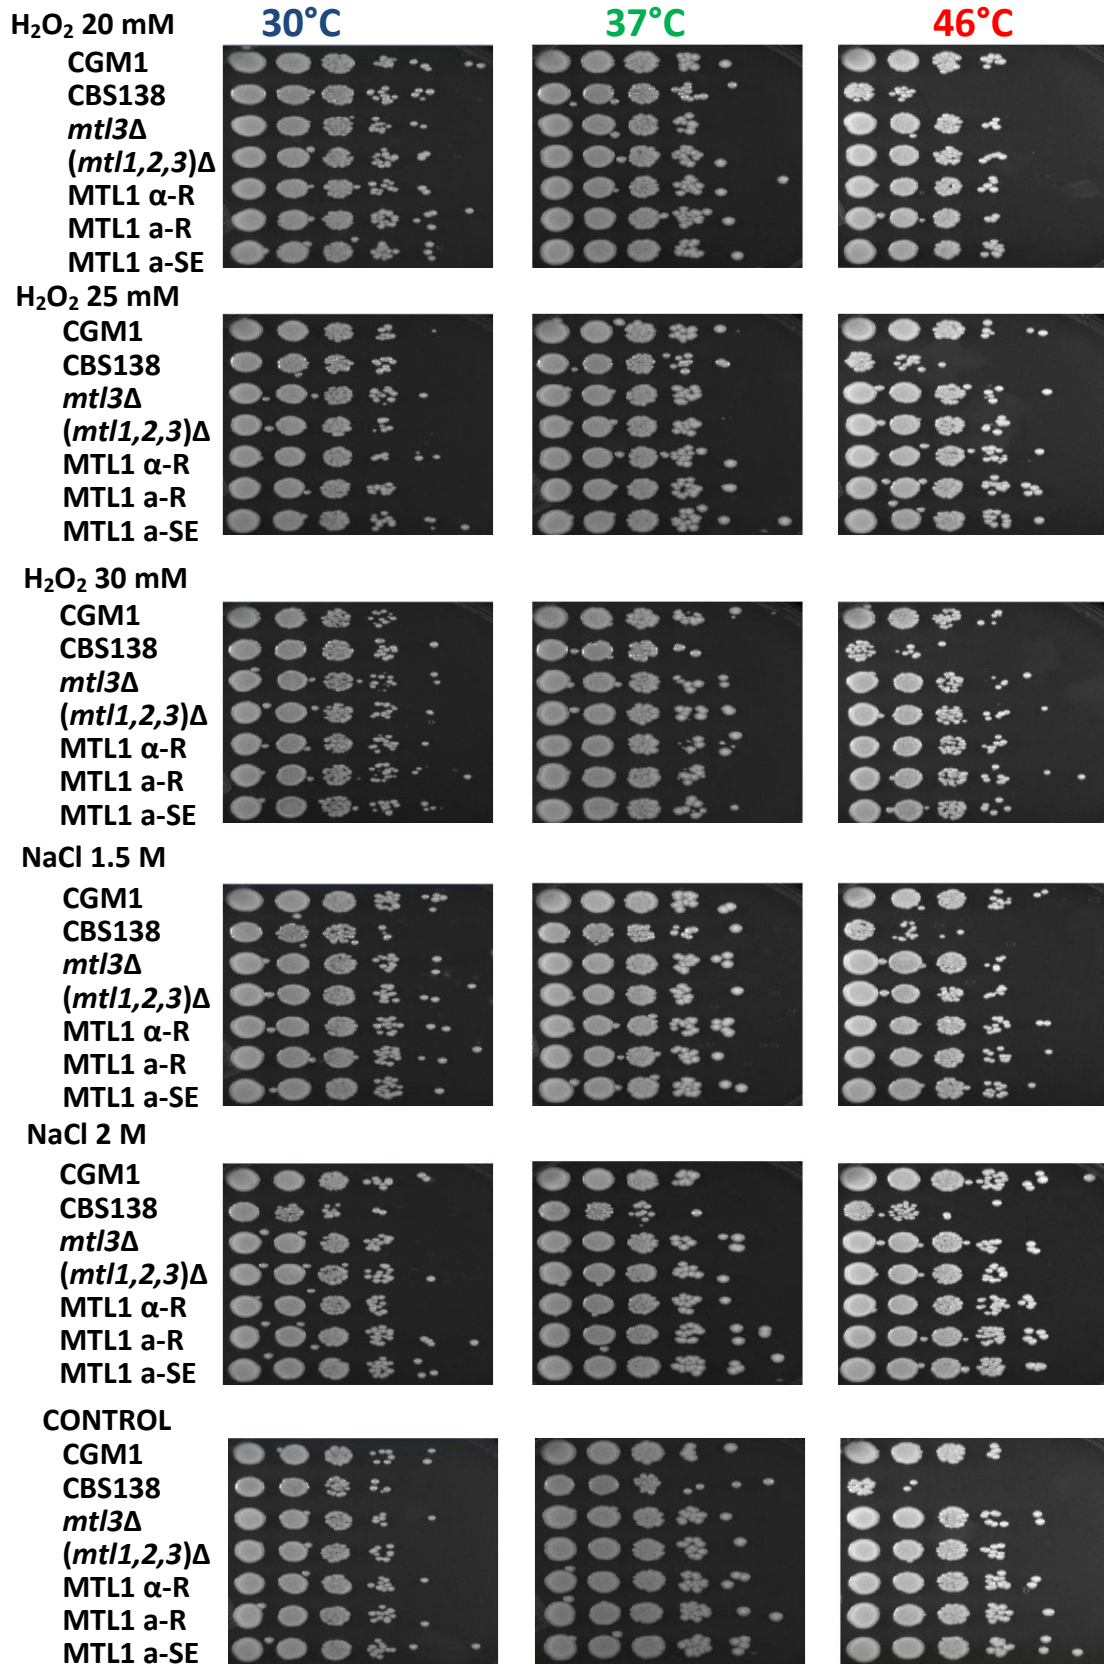 H₂O₂ 20 mM 30°C 37°C 46°C
CGM1
CBS138
mtl3Δ
(mtl1,2,3)Δ
MTL1 α-R
MTL1 a-R
MTL1 a-SE
H₂O₂ 25 mM
CGM1
CBS138
mtl3Δ
(mtl1,2,3)Δ
MTL1 α-R
MTL1 a-R
MTL1 a-SE
H₂O₂ 30 mM
CGM1
CBS138
mtl3Δ
(mtl1,2,3)Δ
MTL1 α-R
MTL1 a-R
MTL1 a-SE
NaCl 1.5 M
CGM1
CBS138
mtl3Δ
(mtl1,2,3)Δ
MTL1 α-R
MTL1 a-R
MTL1 a-SE
NaCl 2 M
CGM1
CBS138
mtl3Δ
(mtl1,2,3)Δ
MTL1 α-R
MTL1 a-R
MTL1 a-SE
CONTROL
CGM1
CBS138
mtl3Δ
(mtl1,2,3)Δ
MTL1 α-R
MTL1 a-R
MTL1 a-SE